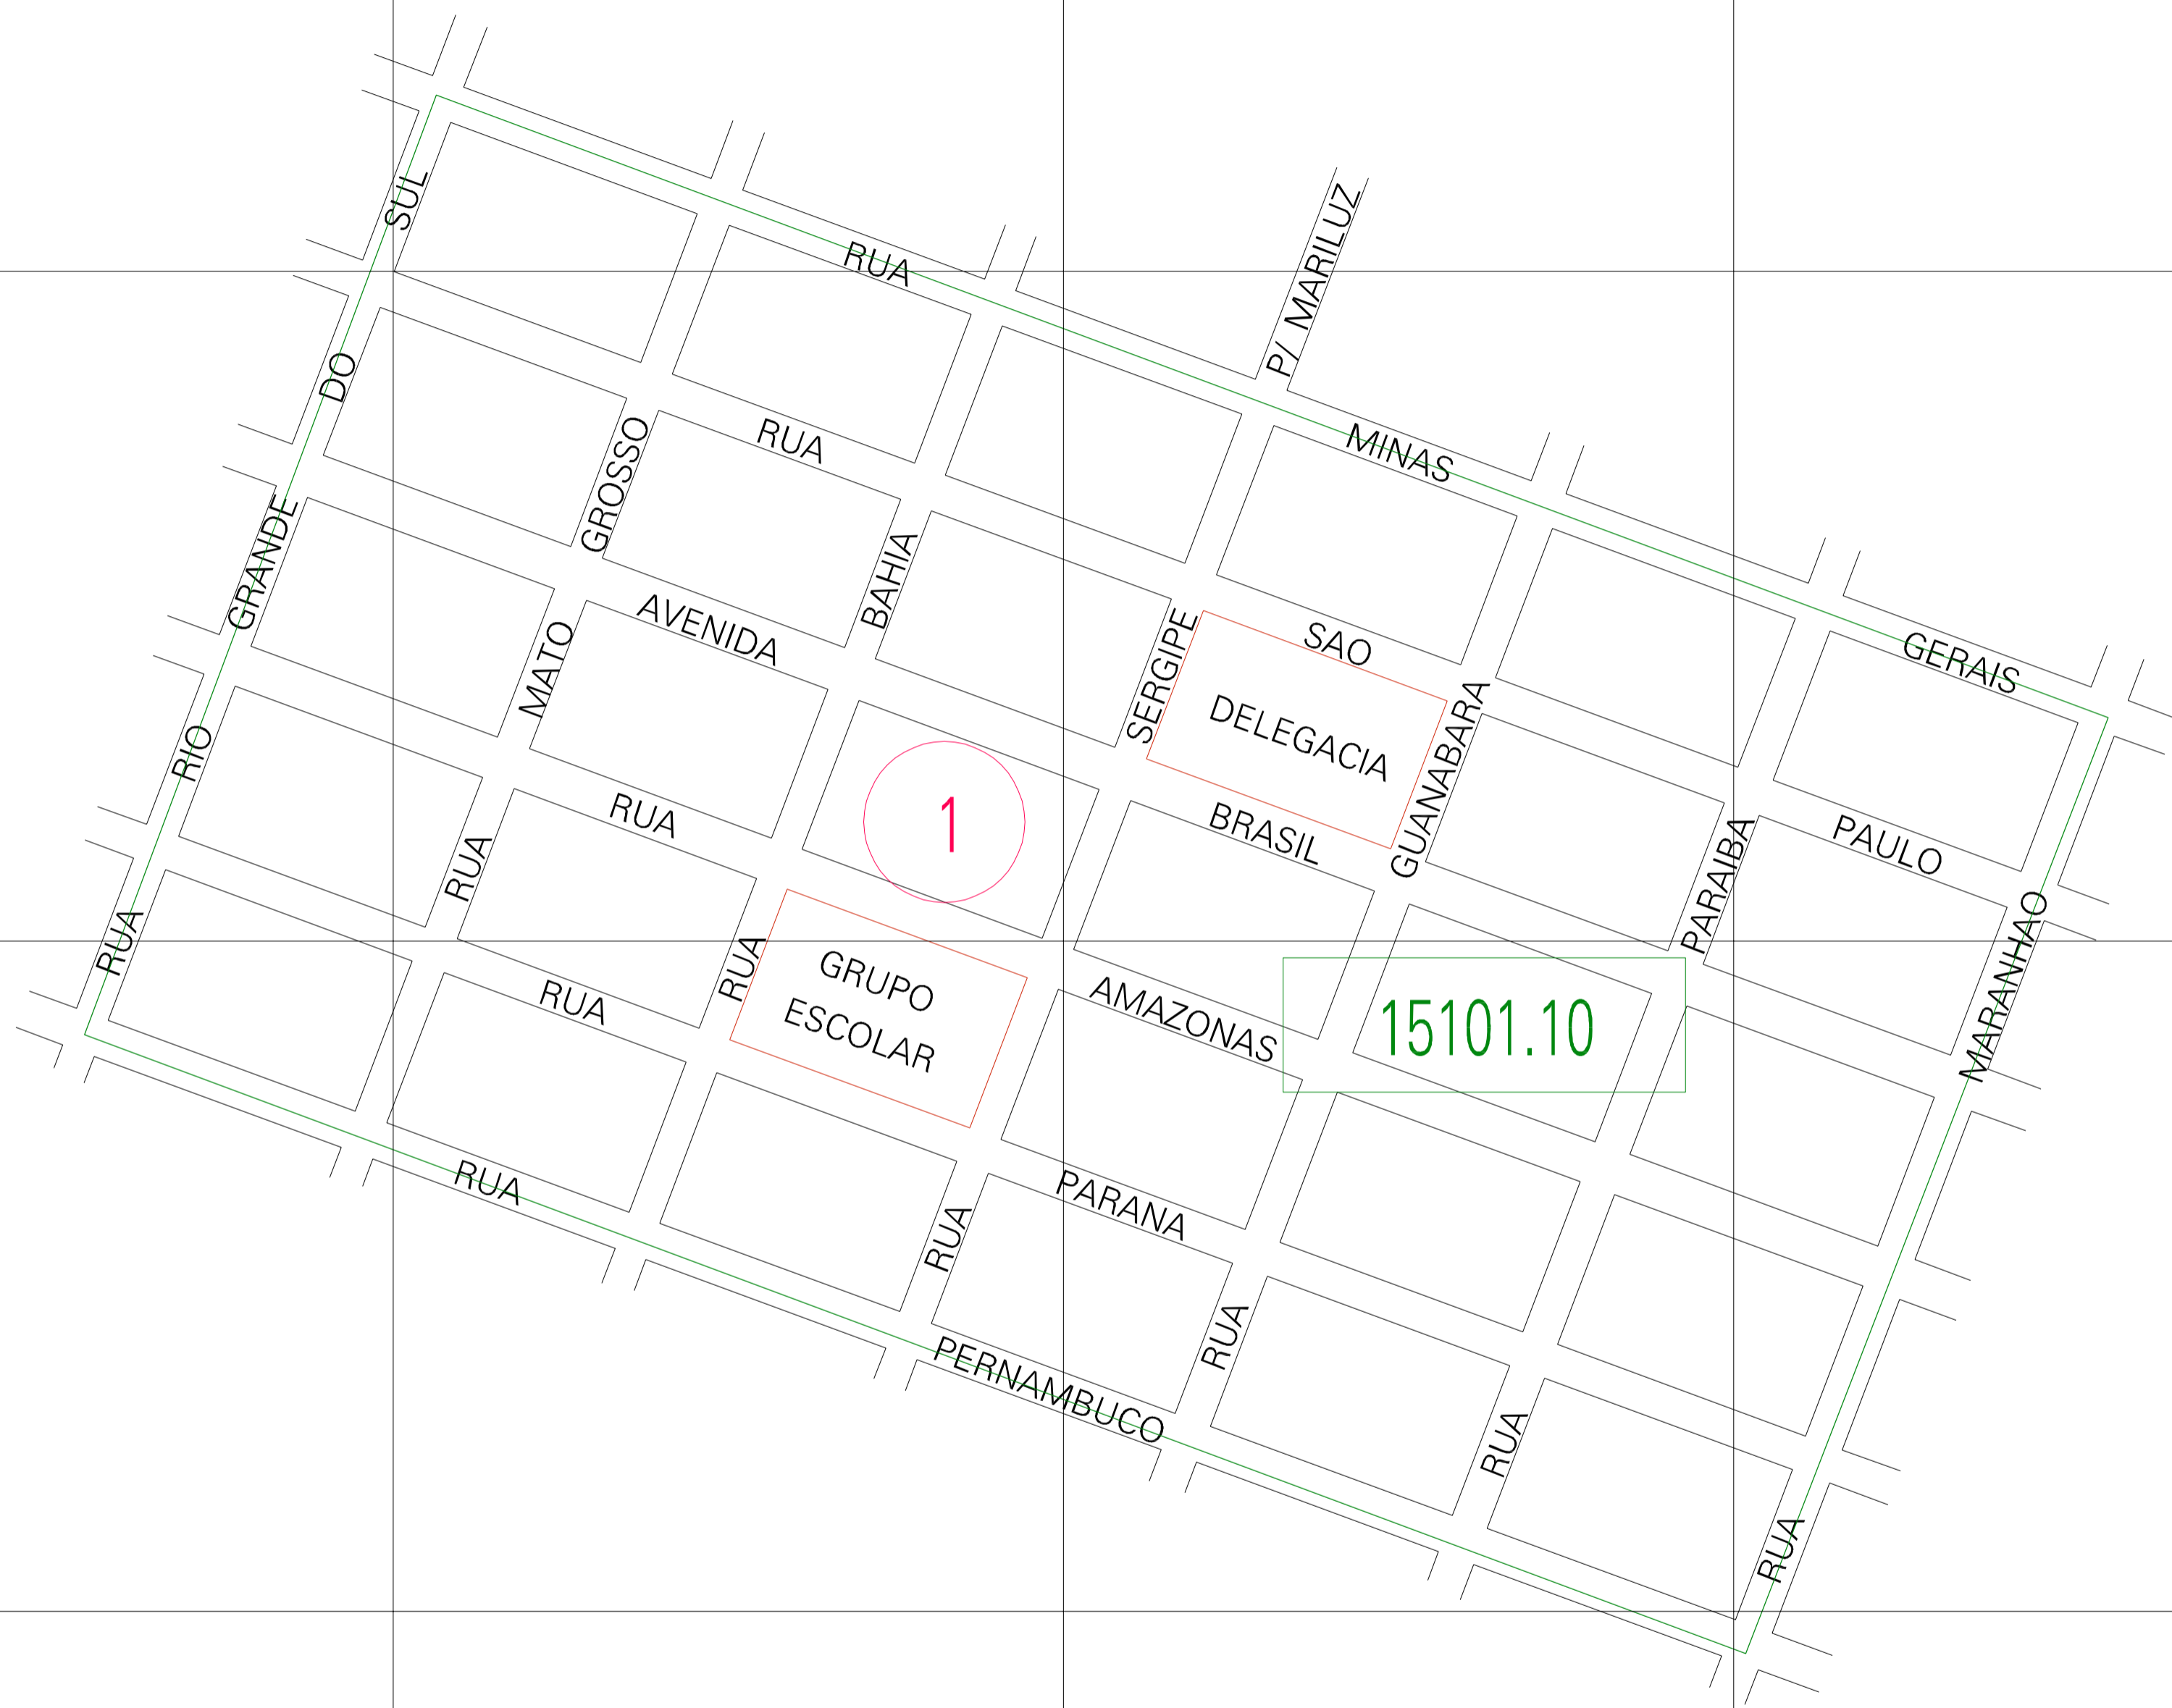 RUA MINAS GERAIS
P/ MARILUZ
RUA SAO PAULO
AVENIDA BRASIL
RUA AMAZONAS
RUA PARANA
RUA PERNAMBUCO
RUA RIO GRANDE DO SUL
RUA MATO GROSSO
RUA BAHIA
RUA SERGIPE
RUA GUANABARA
RUA PARAIBA
RUA MARANHAO
DELEGACIA
1
GRUPO
ESCOLAR
15101.10